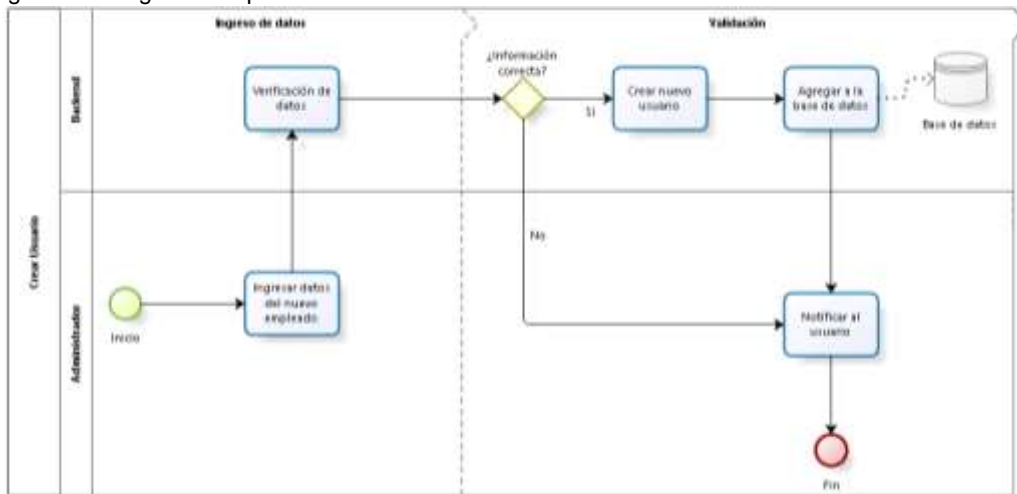 Ingreso de datos
Validación
Crear Usuario
Backend
Administrador
Verificación de
datos
¿Información
correcta?
Si
Crear nuevo
usuario
Agregar a la
base de datos
Base de datos
No
Inicio
Ingresar datos
del nuevo
empleado
Notificar al
usuario
Fin